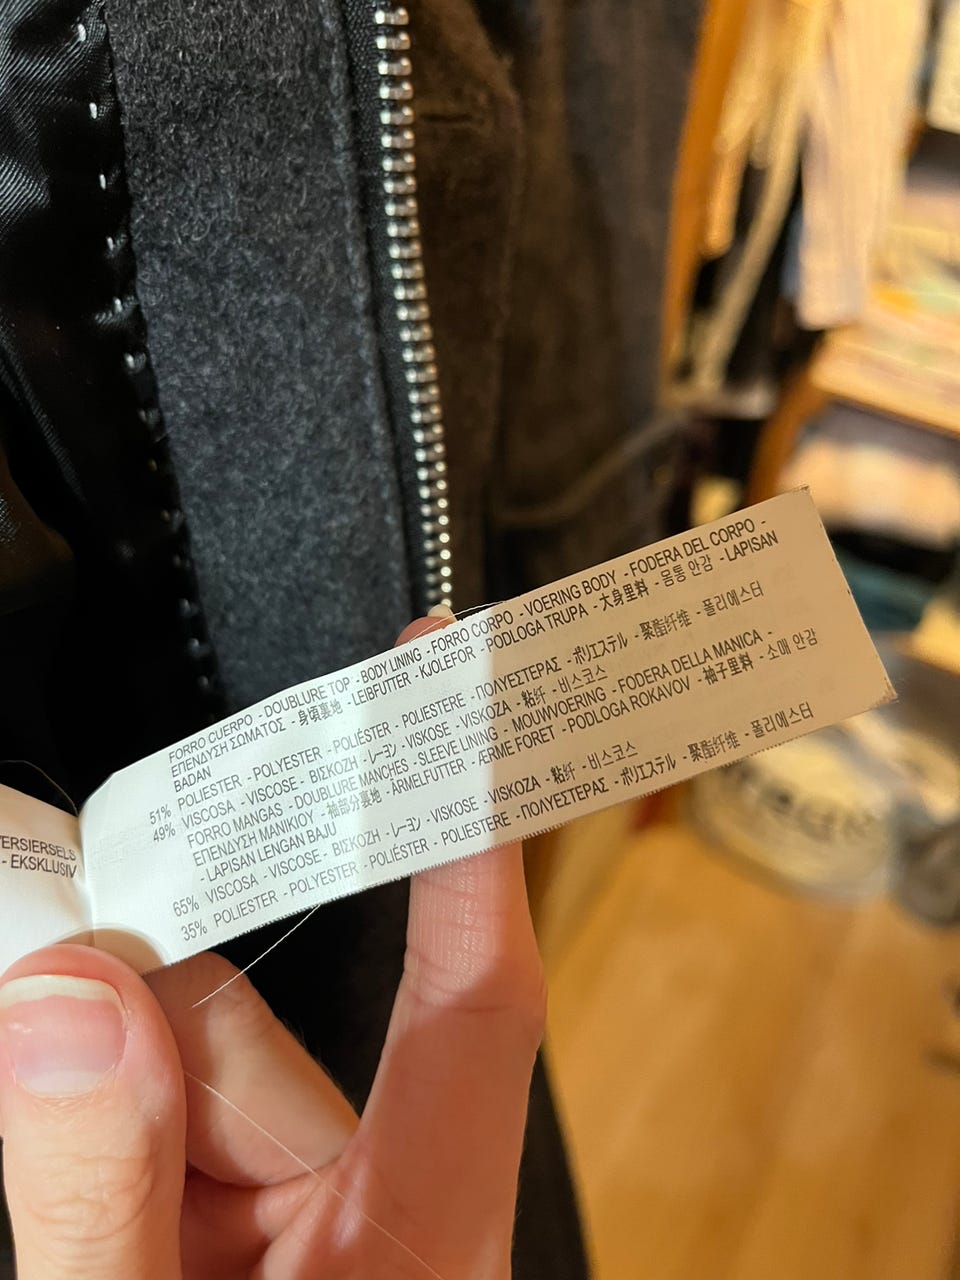 FORRO CUERPO - DOUBLURE TOP - BODY LINING - FORRO CORPO - VOERING BODY - FODERA DEL CORPO -
ΕΠΕΝΔΥΣΗ ΣΩΜΑΤΟΣ - 身頃裏地 - LEIBFUTTER - KJOLEFOR - PODLOGA TRUPA - 大身里料 - 몸통 안감 - LAPISAN
BADAN
51% POLIESTER - POLYESTER - POLIÉSTER - POLIESTERE - ΠΟΛΥΕΣΤΕΡΑΣ - ポリエステル - 聚酯纤维 - 폴리에스터
49% VISCOSA - VISCOSE - ΒΙΣΚΟΖΗ - レーヨン - VISKOSE - VISKOZA - 粘纤 - 비스코스
FORRO MANGAS - DOUBLURE MANCHES - SLEEVE LINING - MOUWVOERING - FODERA DELLA MANICA -
ΕΠΕΝΔΥΣΗ ΜΑΝΙΚΙΟΥ - 袖部分裏地 - ÄRMELFUTTER - ÆRME FORET - PODLOGA ROKAVOV - 袖子里料 - 소매 안감
- LAPISAN LENGAN BAJU
65% VISCOSA - VISCOSE - ΒΙΣΚΟΖΗ - レーヨン - VISKOSE - VISKOZA - 粘纤 - 비스코스
35% POLIESTER - POLYESTER - POLIÉSTER - POLIESTERE - ΠΟΛΥΕΣΤΕΡΑΣ - ポリエステル - 聚酯纤维 - 폴리에스터
VERSIERSELS
- EKSKLUSIV